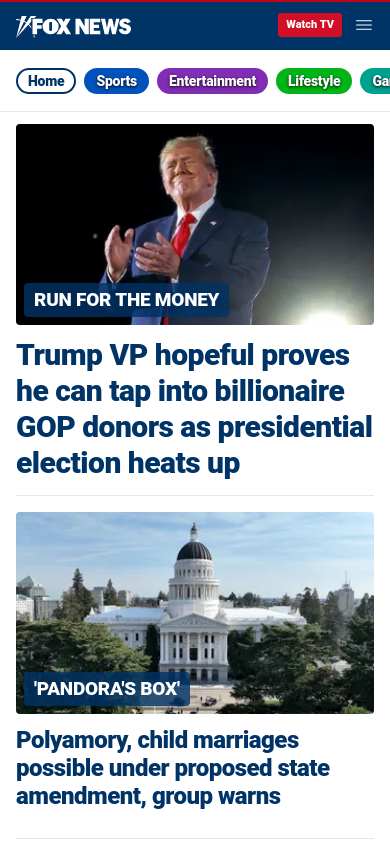 FOX NEWS
Watch TV
Home
Sports
Entertainment
Lifestyle
Ga
RUN FOR THE MONEY
Trump VP hopeful proves
he can tap into billionaire
GOP donors as presidential
election heats up
'PANDORA'S BOX'
Polyamory, child marriages
possible under proposed state
amendment, group warns